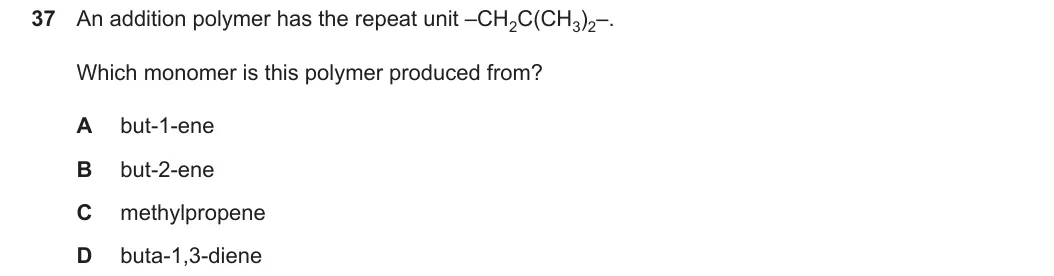 37 An addition polymer has the repeat unit –CH₂C(CH₃)₂–.
Which monomer is this polymer produced from?
A but-1-ene
B but-2-ene
C methylpropene
D buta-1,3-diene